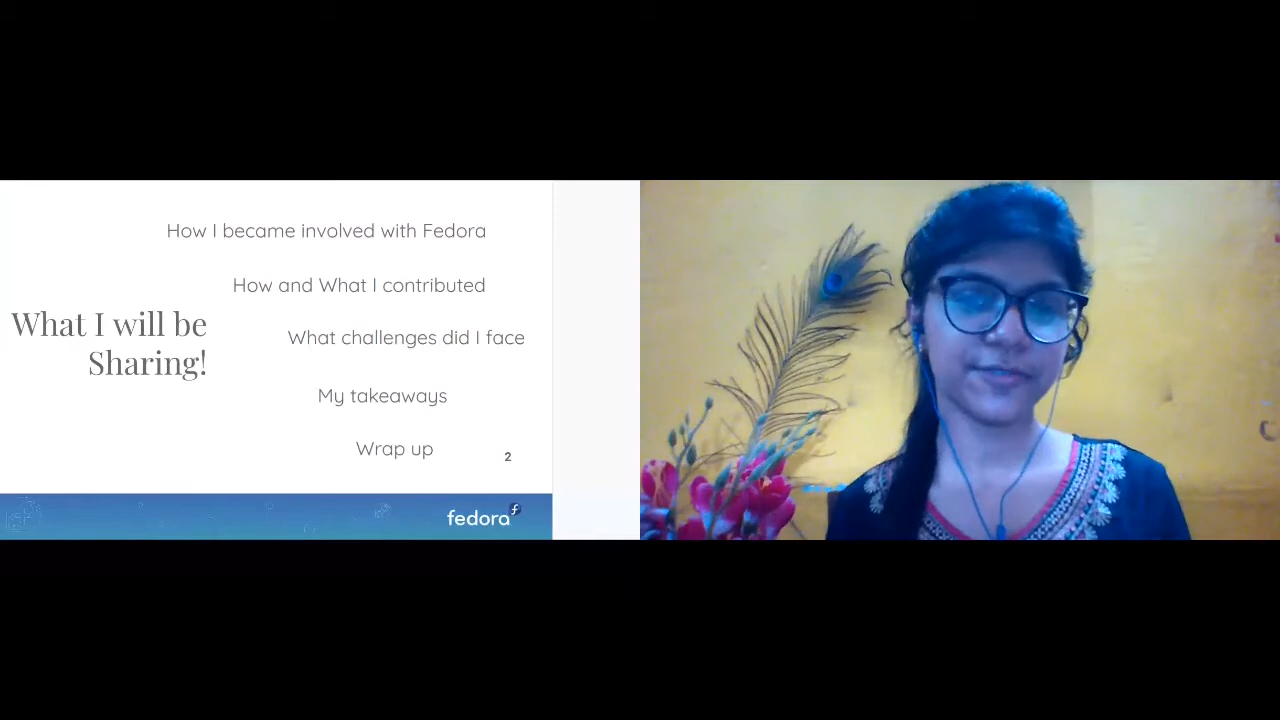 What I will be
Sharing!
How I became involved with Fedora
How and What I contributed
What challenges did I face
My takeaways
Wrap up
2
fedora